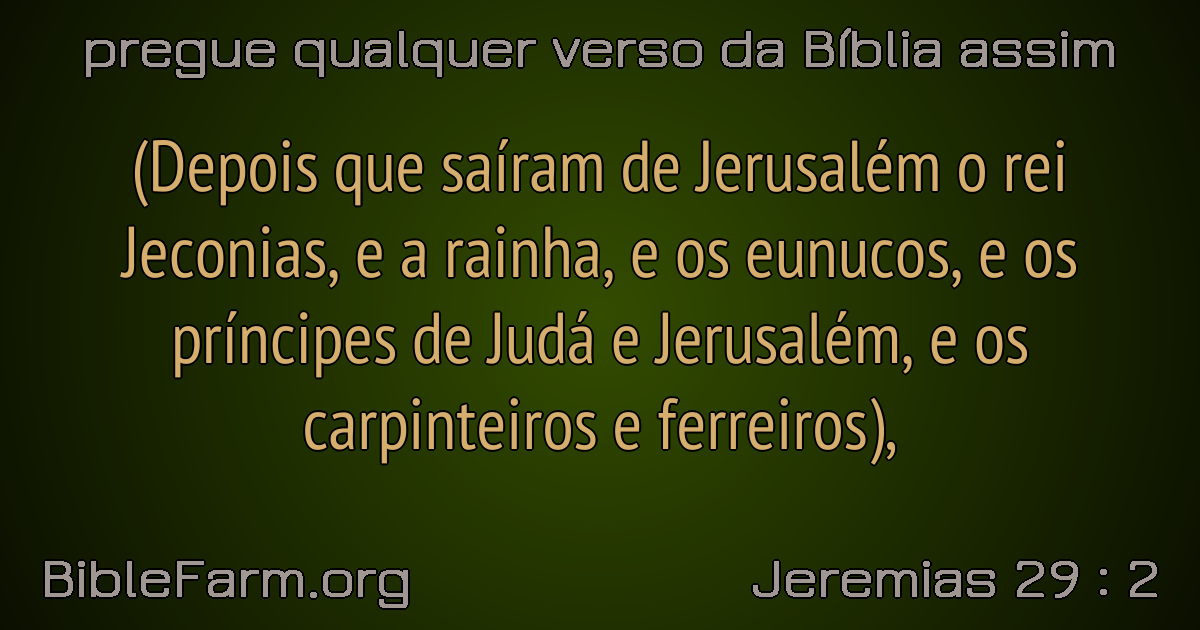 pregue qualquer verso da Bíblia assim
(Depois que saíram de Jerusalém o rei
Jeconias, e a rainha, e os eunucos, e os
príncipes de Judá e Jerusalém, e os
carpinteiros e ferreiros),
BibleFarm.org
Jeremias 29 : 2